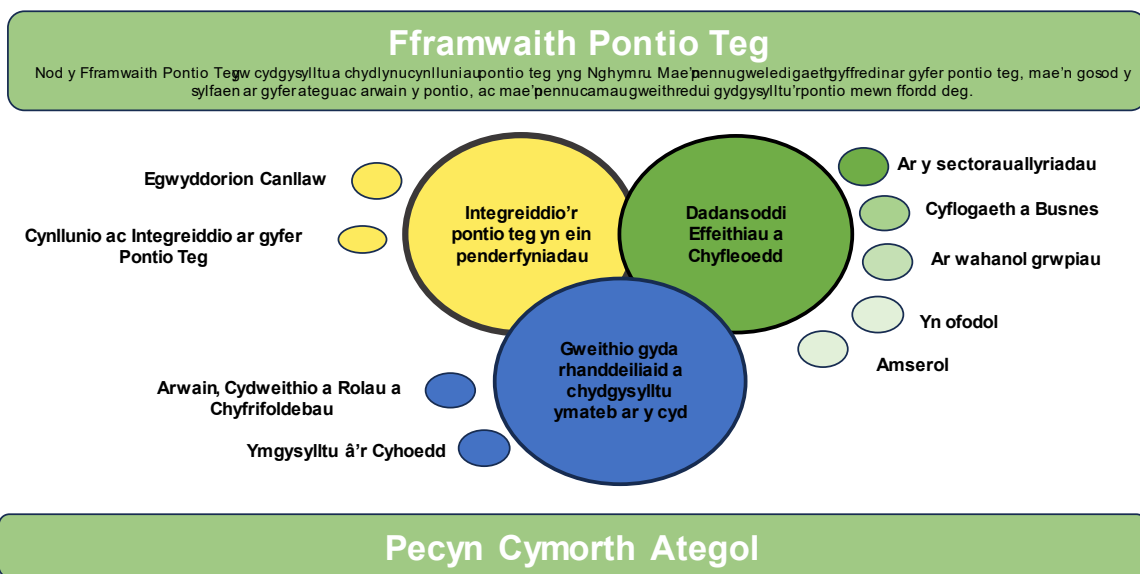 Fframwaith Pontio Teg
Nod y Fframwaith Pontio Teg yw cydgysylltu a chydlynu cynlluniau pontio teg yng Nghymru. Mae'n pennu gweledigaeth gyffredin ar gyfer pontio teg, mae'n gosod y
sylfaen ar gyfer ategu ac arwain y pontio, ac mae'n pennu camau gweithredu i gydgysylltu'r pontio mewn ffordd deg.
Egwyddorion Canllaw
Cynllunio ac Integreiddio ar gyfer
Pontio Teg
Integreiddio'r
pontio teg yn ein
penderfyniadau
Dadansoddi
Effeithiau a
Chyfleoedd
Ar y sectorau allyriadau
Cyflogaeth a Busnes
Ar wahanol grwpiau
Yn ofodol
Amserol
Gweithio gyda
rhanddeiliaid a
chydgysylltu
ymateb ar y cyd
Arwain, Cydweithio a Rolau a
Chyfrifoldebau
Ymgysylltu â'r Cyhoedd
Pecyn Cymorth Ategol